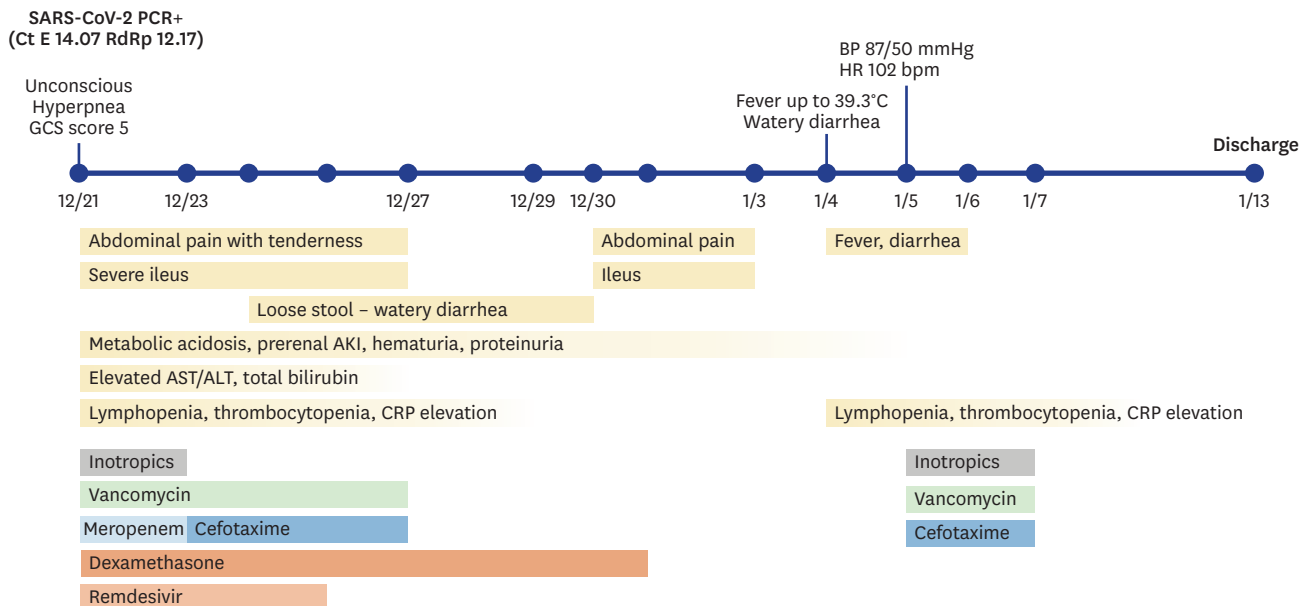 SARS-CoV-2 PCR+
(Ct E 14.07 RdRp 12.17)
Unconscious
Hyperpnea
GCS score 5
BP 87/50 mmHg
HR 102 bpm
Fever up to 39.3°C
Watery diarrhea
Discharge
12/21 12/23 12/27 12/29 12/30 1/3 1/4 1/5 1/6 1/7 1/13
Abdominal pain with tenderness Abdominal pain Fever, diarrhea
Severe ileus Ileus
Loose stool – watery diarrhea
Metabolic acidosis, prerenal AKI, hematuria, proteinuria
Elevated AST/ALT, total bilirubin
Lymphopenia, thrombocytopenia, CRP elevation Lymphopenia, thrombocytopenia, CRP elevation
Inotropics Inotropics
Vancomycin Vancomycin
Meropenem Cefotaxime Cefotaxime
Dexamethasone
Remdesivir